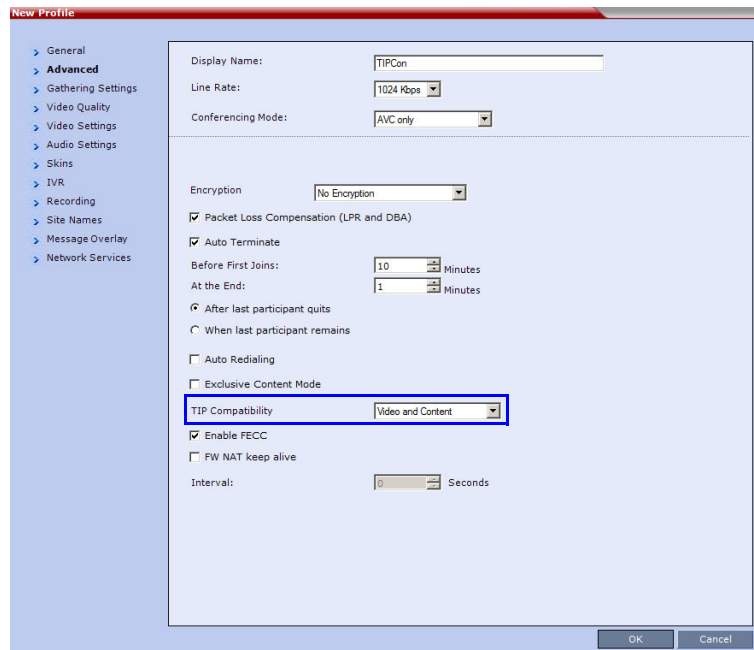 New Profile
General
Advanced
Gathering Settings
Video Quality
Video Settings
Audio Settings
Skins
IVR
Recording
Site Names
Message Overlay
Network Services
Display Name: TIPCon
Line Rate: 1024 Kbps
Conferencing Mode: AVC only
Encryption No Encryption
Packet Loss Compensation (LPR and DBA)
Auto Terminate
Before First Joins: 10 Minutes
At the End: 1 Minutes
After last participant quits
When last participant remains
Auto Redialing
Exclusive Content Mode
TIP Compatibility Video and Content
Enable FECC
FW NAT keep alive
Interval: 0 Seconds
OK Cancel